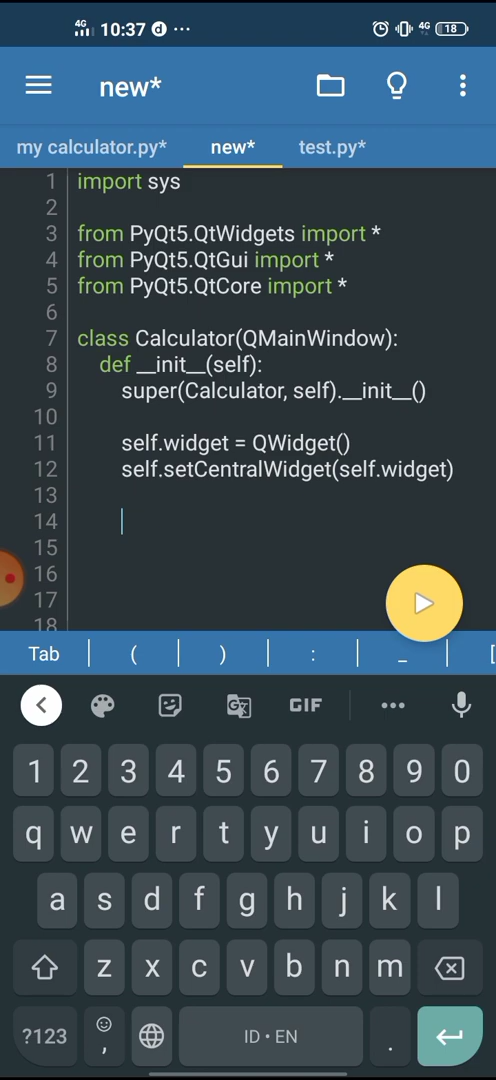 4G 10:37 d ... 4G 18
new*
my calculator.py* new* test.py*
1 import sys
2
3 from PyQt5.QtWidgets import *
4 from PyQt5.QtGui import *
5 from PyQt5.QtCore import *
6
7 class Calculator(QMainWindow):
8 def __init__(self):
9 super(Calculator, self).__init__()
10
11 self.widget = QWidget()
12 self.setCentralWidget(self.widget)
13
14
15
16
17
18
Tab ( ) : _ [
GIF ...
1 2 3 4 5 6 7 8 9 0
q w e r t y u i o p
a s d f g h j k l
z x c v b n m
?123 , ID • EN .